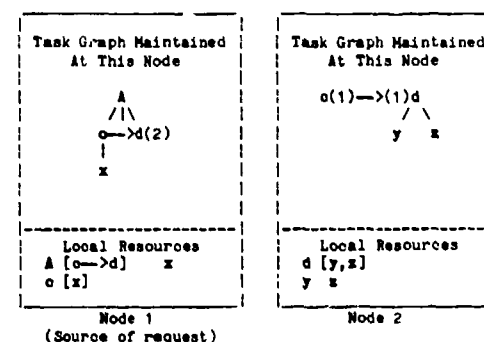 Task Graph Maintained
At This Node
A
/ | \
c—>d(2)
|
x
Local Resources
A [c—>d] x
c [x]
Node 1
(Source of request)
Task Graph Maintained
At This Node
c(1)—>(1)d
/ \
y z
Local Resources
d [y,z]
y z
Node 2